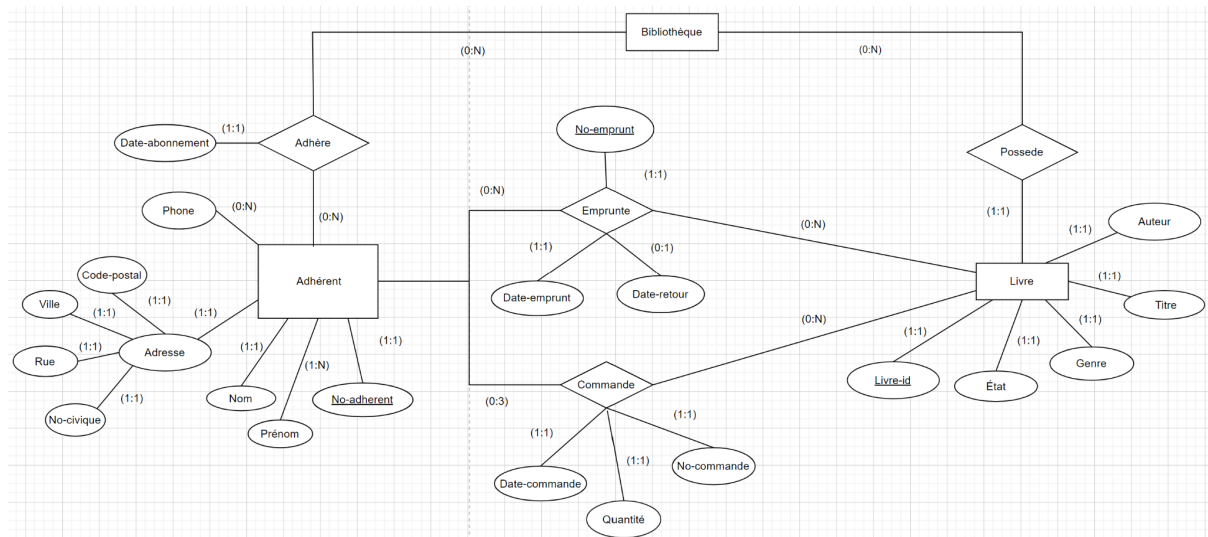 Bibliothèque
(0:N)
(0:N)
Date-abonnement
(1:1)
Adhère
No-emprunt
(1:1)
Possede
Phone
(0:N)
(0:N)
(0:N)
Emprunte
(0:N)
(1:1)
Auteur
(1:1)
Code-postal
Ville
(1:1)
(1:1)
Adhérent
(1:1)
(0:1)
Date-emprunt
Date-retour
Livre
(1:1)
Titre
Rue
(1:1)
(1:1)
Adresse
No-civique
(1:1)
(1:1)
Nom
(1:N)
Prénom
(1:1)
No-adherent
(0:N)
(1:1)
Livre-id
(1:1)
État
(1:1)
Genre
Commande
(0:3)
(1:1)
Date-commande
(1:1)
Quantité
(1:1)
No-commande